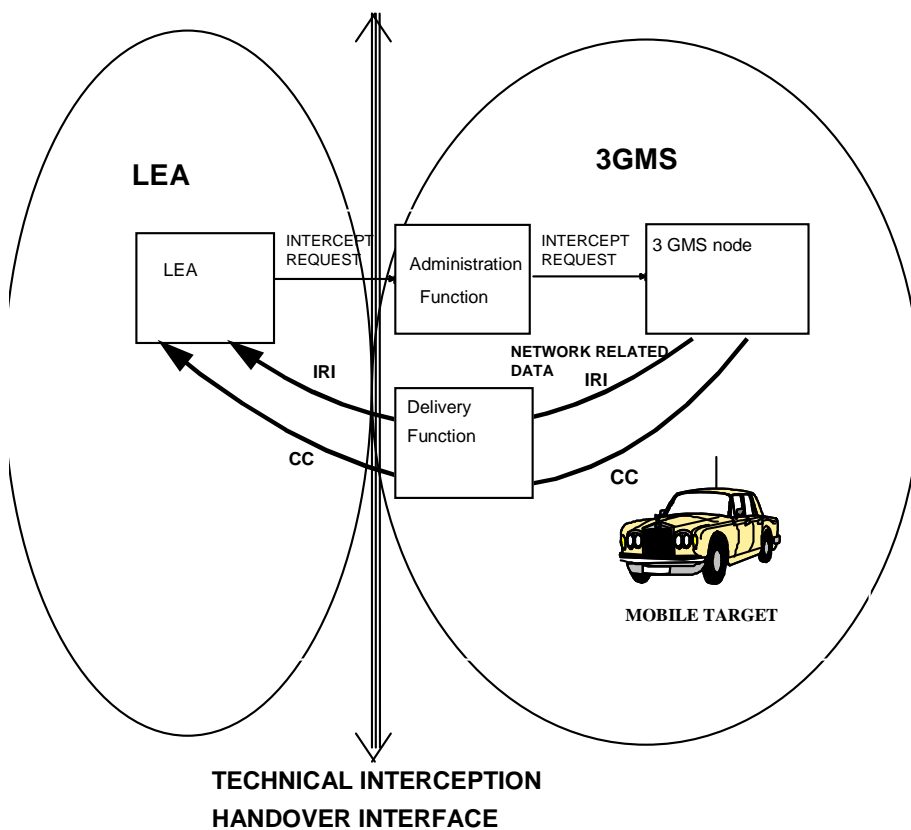 LEA
3GMS
INTERCEPT
REQUEST
INTERCEPT
REQUEST
LEA
Administration
Function
3 GMS node
NETWORK RELATED
DATA
IRI
IRI
Delivery
Function
CC
CC
MOBILE TARGET
TECHNICAL INTERCEPTION
HANDOVER INTERFACE